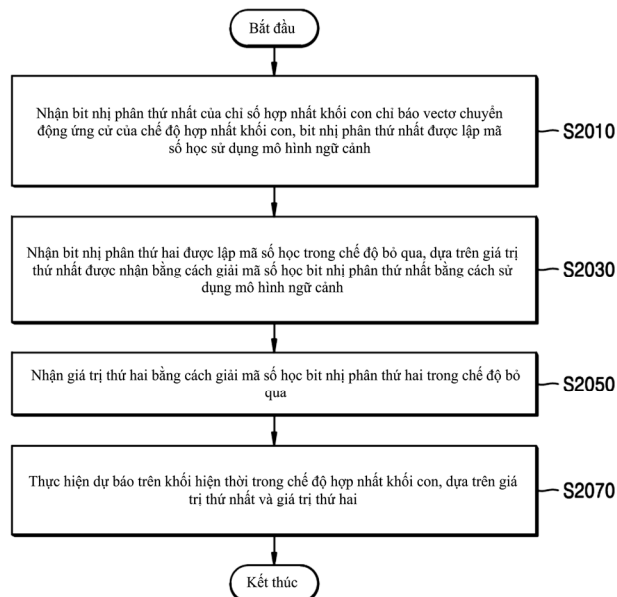 Bắt đầu
Nhận bit nhị phân thứ nhất của chỉ số hợp nhất khối con chỉ báo vectơ chuyển
động ứng cử của chế độ hợp nhất khối con, bit nhị phân thứ nhất được lập mã
số học sử dụng mô hình ngữ cảnh
S2010
Nhận bit nhị phân thứ hai được lập mã số học trong chế độ bỏ qua, dựa trên giá trị
thứ nhất được nhận bằng cách giải mã số học bit nhị phân thứ nhất bằng cách sử
dụng mô hình ngữ cảnh
S2030
Nhận giá trị thứ hai bằng cách giải mã số học bit nhị phân thứ hai trong chế độ bỏ
qua
S2050
Thực hiện dự báo trên khối hiện thời trong chế độ hợp nhất khối con, dựa trên giá
trị thứ nhất và giá trị thứ hai
S2070
Kết thúc